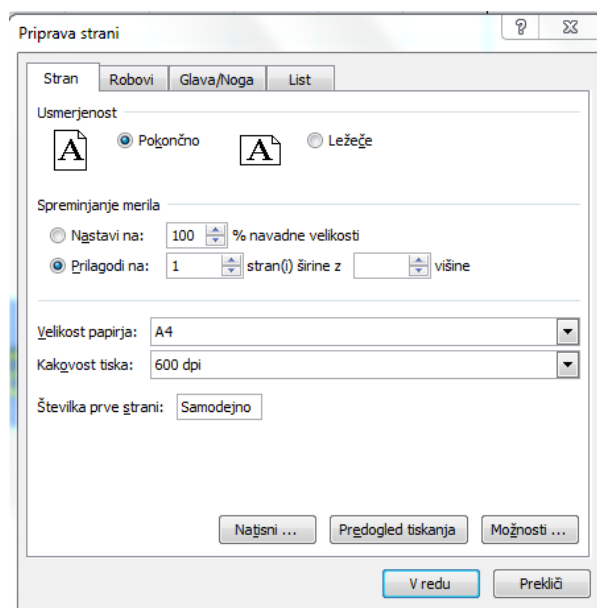 Priprava strani
Stran Robovi Glava/Noga List
Usmerjenost
A Pokončno A Ležeče
Spreminjanje merila
Nastavi na: 100 % navadne velikosti
Prilagodi na: 1 stran(i) širine z višine
Velikost papirja: A4
Kakovost tiska: 600 dpi
Številka prve strani: Samodejno
Natisni ... Predogled tiskanja Možnosti ...
V redu Prekliči